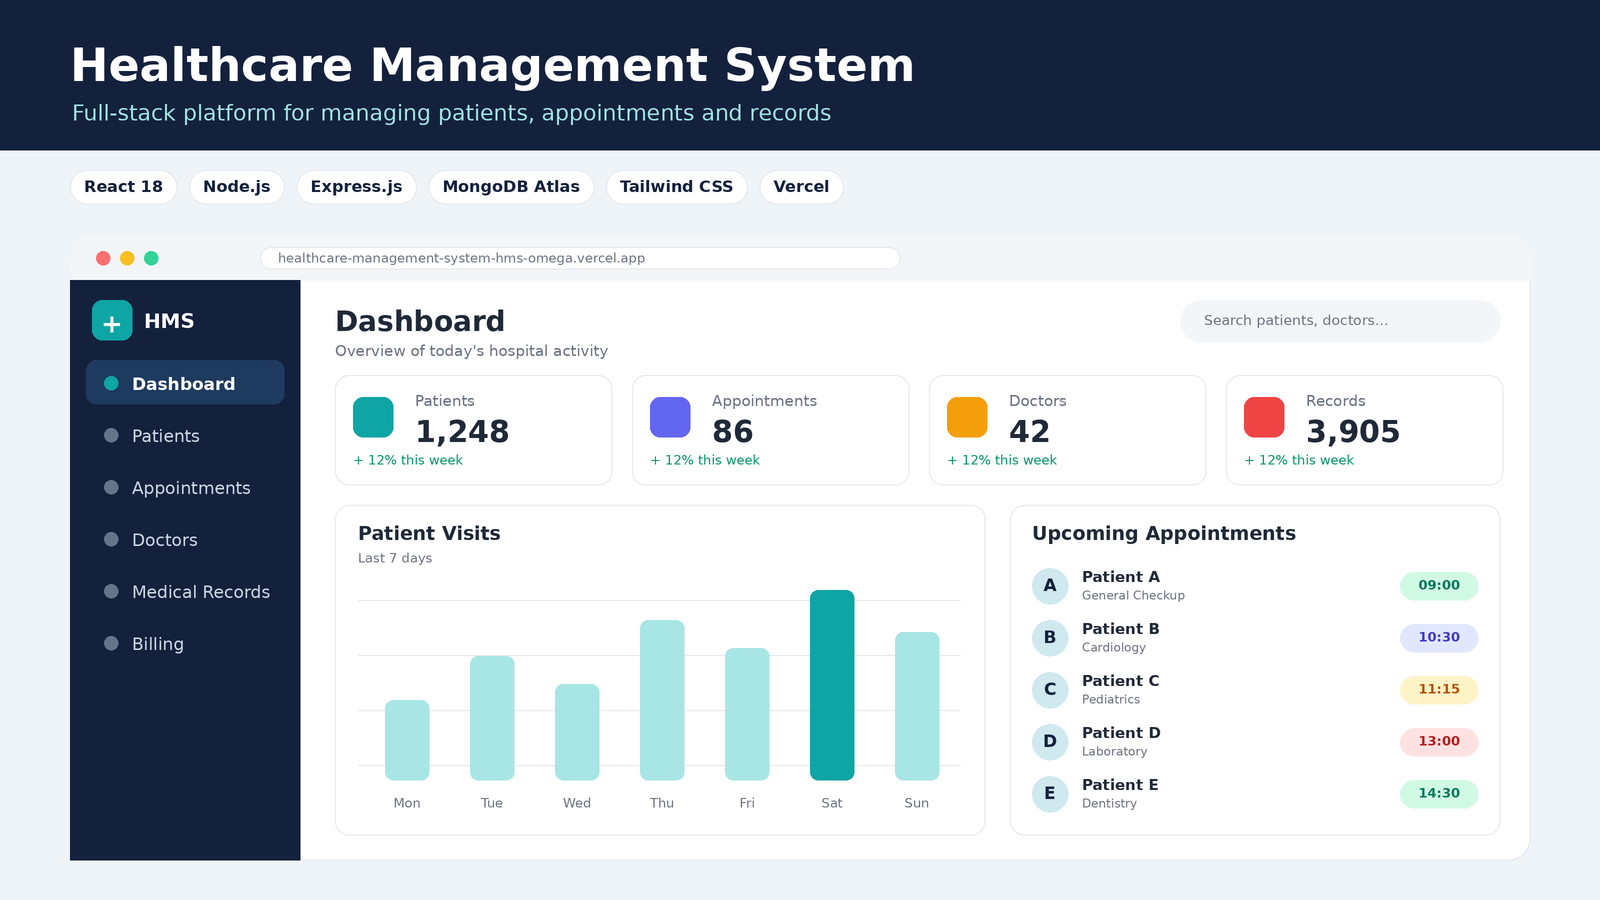 Healthcare Management System
Full-stack platform for managing patients, appointments and records
React 18 Node.js Express.js MongoDB Atlas Tailwind CSS Vercel
healthcare-management-system-hms-omega.vercel.app
+ HMS
Dashboard
Patients
Appointments
Doctors
Medical Records
Billing
Dashboard
Overview of today's hospital activity
Search patients, doctors...
Patients
1,248
+ 12% this week
Appointments
86
+ 12% this week
Doctors
42
+ 12% this week
Records
3,905
+ 12% this week
Patient Visits
Last 7 days
Mon Tue Wed Thu Fri Sat Sun
Upcoming Appointments
A Patient A 09:00
General Checkup
B Patient B 10:30
Cardiology
C Patient C 11:15
Pediatrics
D Patient D 13:00
Laboratory
E Patient E 14:30
Dentistry